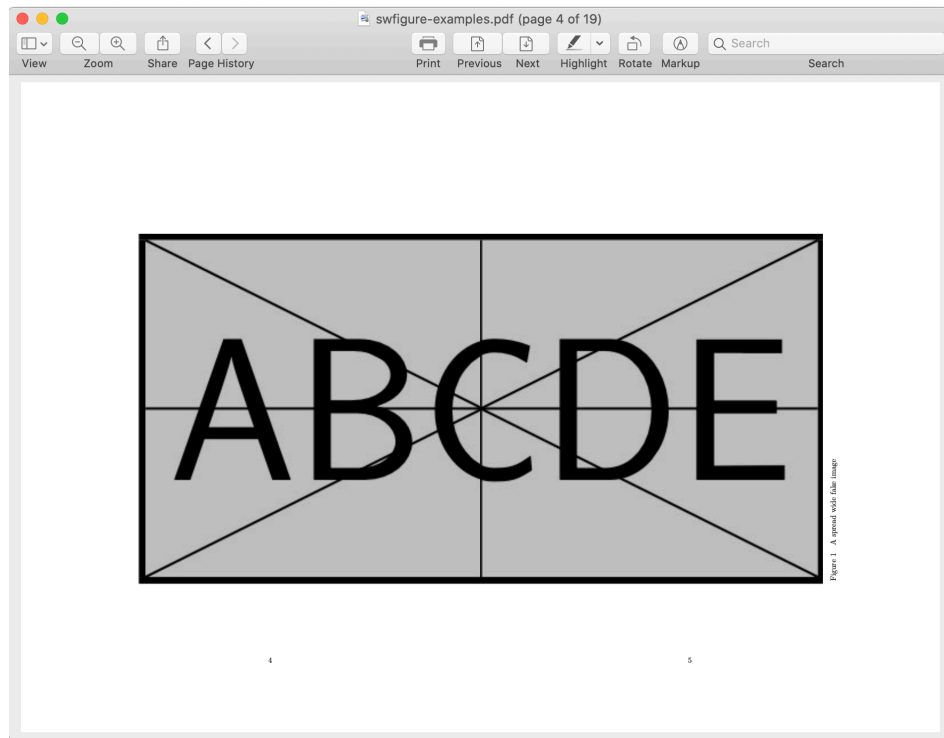 swfigure-examples.pdf (page 4 of 19)
Search
View Zoom Share Page History Print Previous Next Highlight Rotate Markup Search
ABCDE
Figure 1 A spread wide fake image
4 5